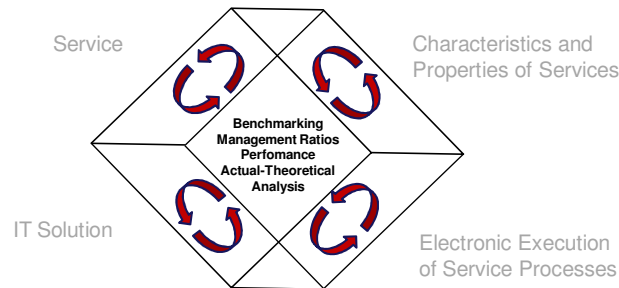 Service
Characteristics and
Properties of Services
Benchmarking
Management Ratios
Perfomance
Actual-Theoretical
Analysis
IT Solution
Electronic Execution
of Service Processes